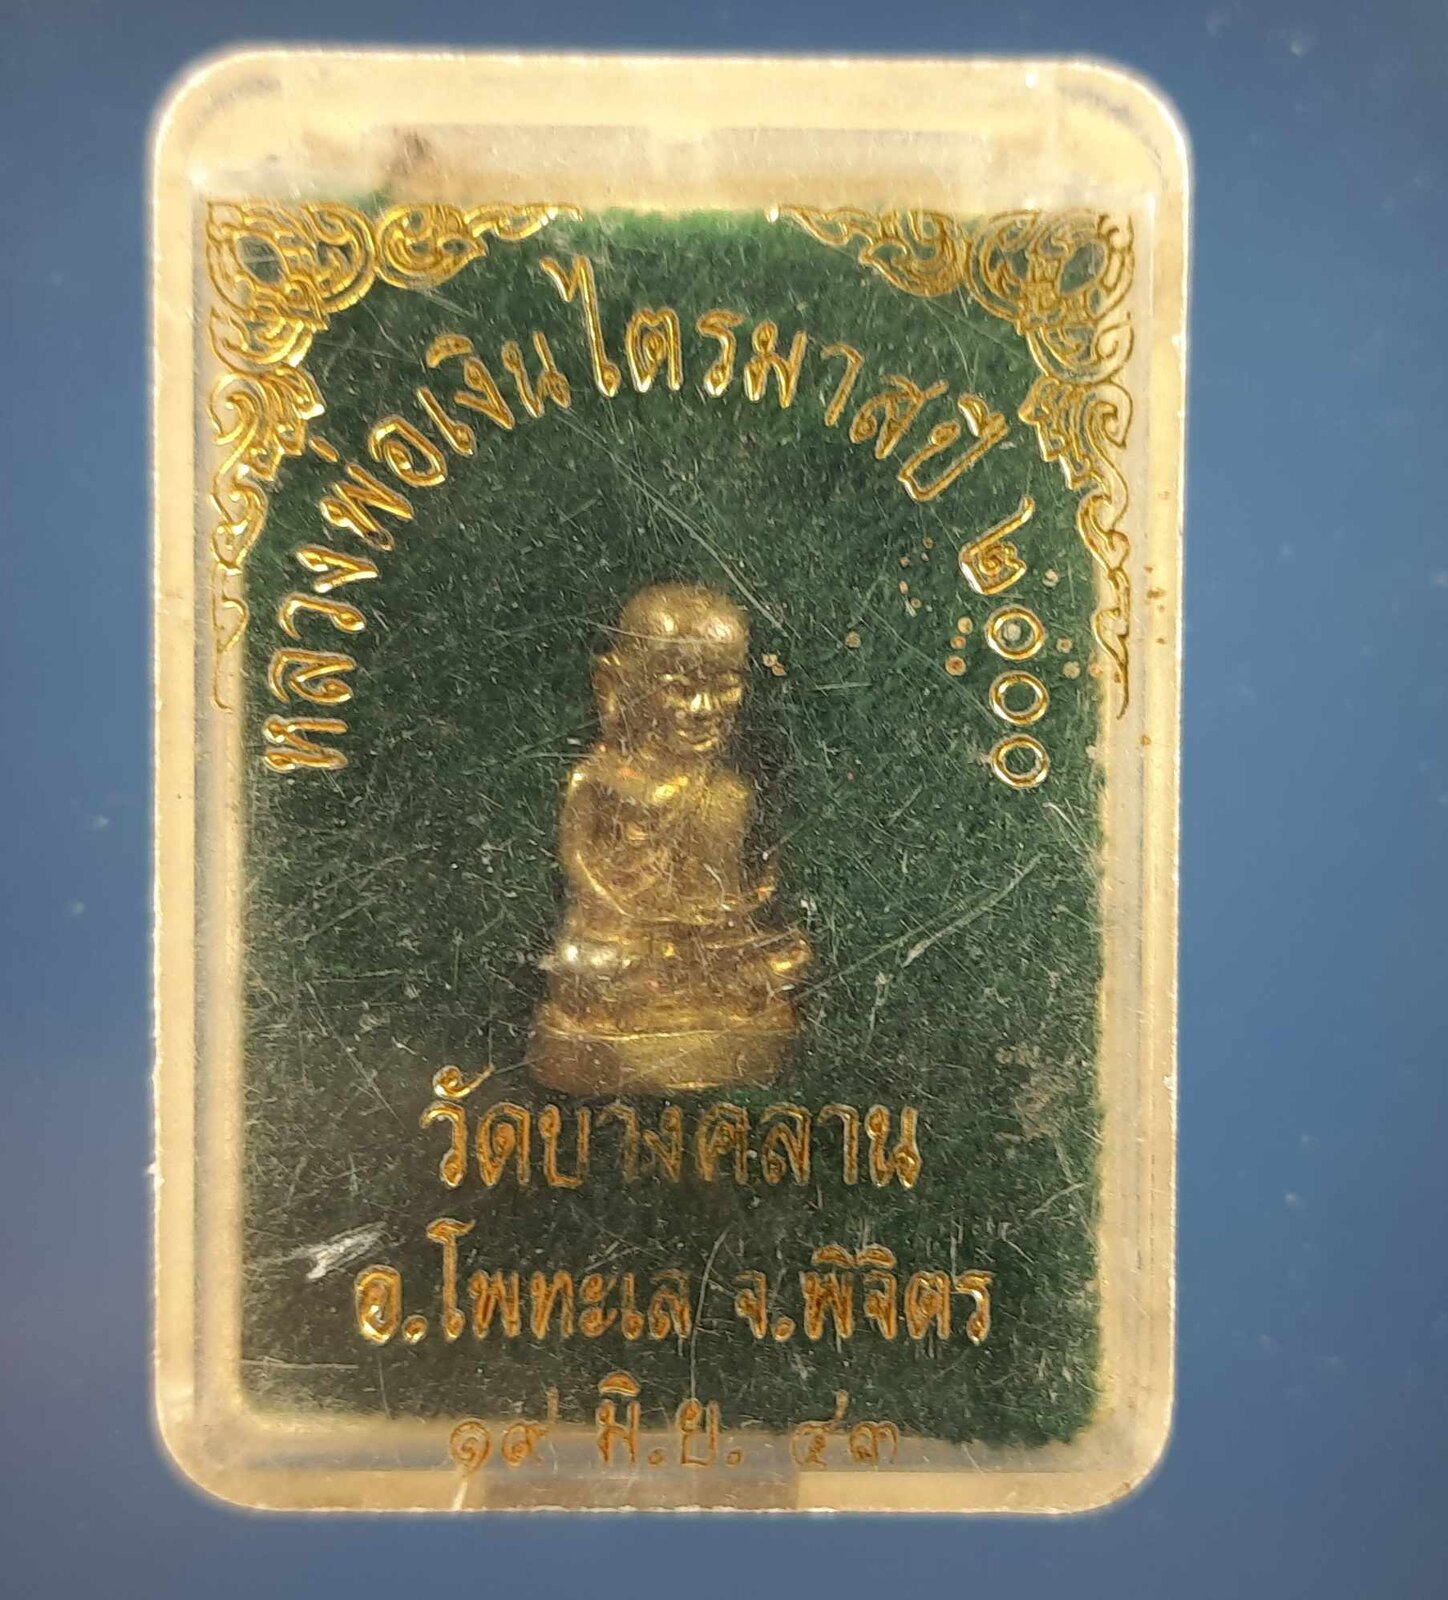 หลวงพ่อเงินไตรมาสปี ๒๐๐๐
วัดบางคลาน
อ.โพทะเล จ.พิจิตร
๑๙ มิ.ย. ๔๓